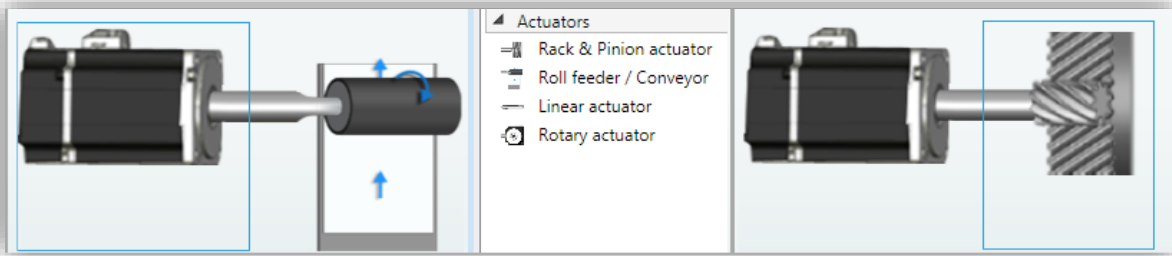 Actuators
Rack & Pinion actuator
Roll feeder / Conveyor
Linear actuator
Rotary actuator